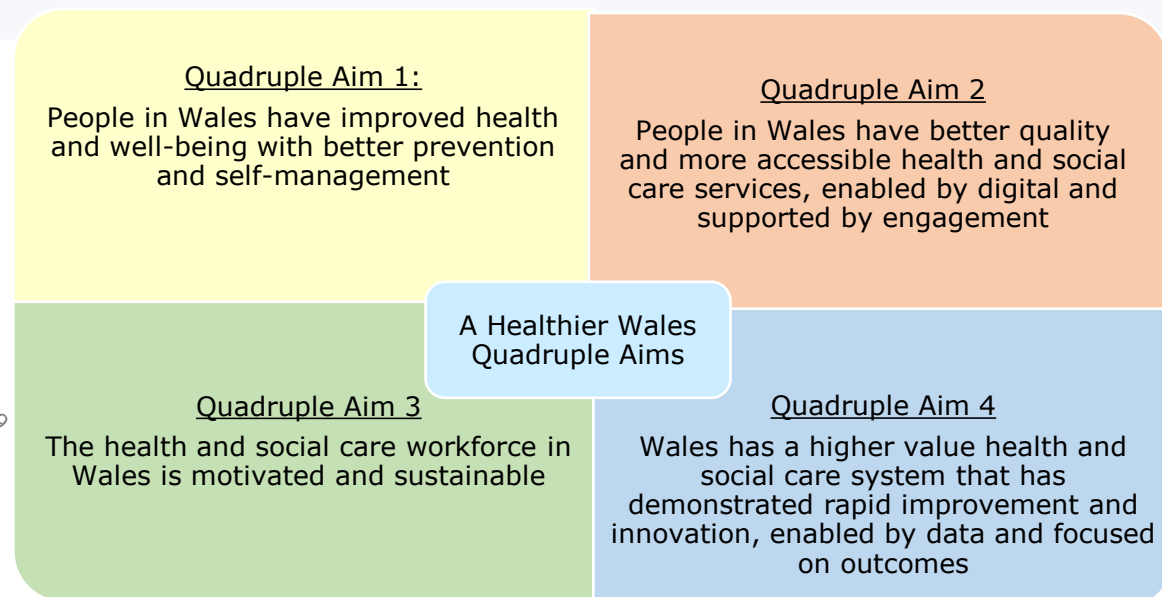 Quadruple Aim 1:
People in Wales have improved health
and well-being with better prevention
and self-management
Quadruple Aim 2
People in Wales have better quality
and more accessible health and social
care services, enabled by digital and
supported by engagement
A Healthier Wales
Quadruple Aims
Quadruple Aim 3
The health and social care workforce in
Wales is motivated and sustainable
Quadruple Aim 4
Wales has a higher value health and
social care system that has
demonstrated rapid improvement and
innovation, enabled by data and focused
on outcomes